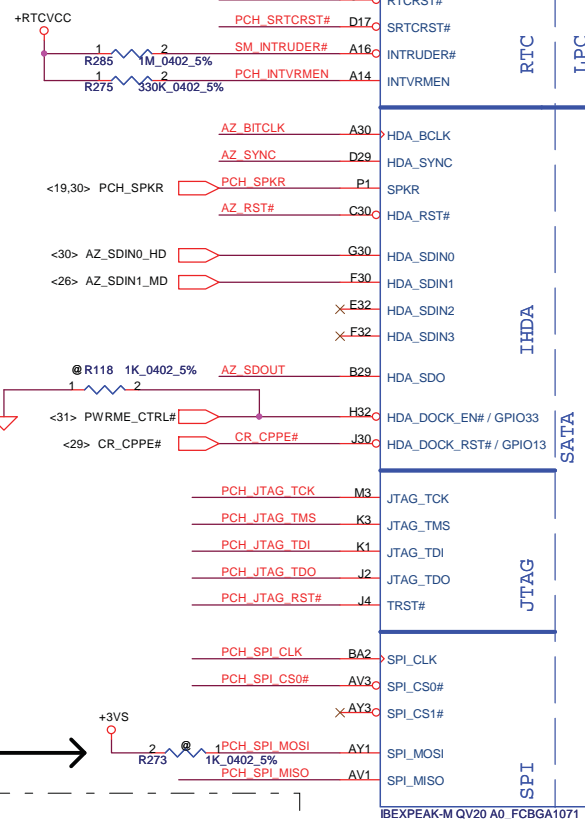 RTCRST#
+RTCVCC
PCH_SRTCRST# D17 SRTCRST#
1 2 SM_INTRUDER# A16 INTRUDER#
R285 1M_0402_5%
1 2 PCH_INTVRMEN A14 INTVRMEN
R275 330K_0402_5%
RTC
LPC
AZ_BITCLK A30 HDA_BCLK
AZ_SYNC D29 HDA_SYNC
<19,30> PCH_SPKR PCH_SPKR P1 SPKR
AZ_RST# C30 HDA_RST#
<30> AZ_SDIN0_HD G30 HDA_SDIN0
<26> AZ_SDIN1_MD F30 HDA_SDIN1
E32 HDA_SDIN2
F32 HDA_SDIN3
IHDA
@ R118 1K_0402_5% AZ_SDOUT B29 HDA_SDO
1 2
<31> PWRME_CTRL# H32 HDA_DOCK_EN# / GPIO33
<29> CR_CPPE# CR_CPPE# J30 HDA_DOCK_RST# / GPIO13
SATA
PCH_JTAG_TCK M3 JTAG_TCK
PCH_JTAG_TMS K3 JTAG_TMS
PCH_JTAG_TDI K1 JTAG_TDI
PCH_JTAG_TDO J2 JTAG_TDO
PCH_JTAG_RST# J4 TRST#
JTAG
PCH_SPI_CLK BA2 SPI_CLK
PCH_SPI_CS0# AV3 SPI_CS0#
AY3 SPI_CS1#
+3VS
2 @ 1 PCH_SPI_MOSI AY1 SPI_MOSI
R273 1K_0402_5%
PCH_SPI_MISO AV1 SPI_MISO
SPI
IBEXPEAK-M QV20 A0_FCBGA1071